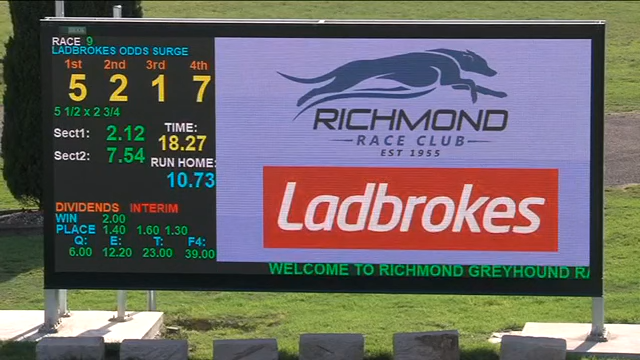 RACE 9
LADBROKES ODDS SURGE
1st 2nd 3rd 4th
5 2 1 7
5 1/2 x 2 3/4
Sect1: 2.12
Sect2: 7.54
TIME:
18.27
RUN HOME:
10.73
DIVIDENDS INTERIM
WIN 2.00
PLACE 1.40 1.60 1.30
Q: E: T: F4:
6.00 12.20 23.00 39.00
RICHMOND
RACE CLUB
EST 1955
Ladbrokes
WELCOME TO RICHMOND GREYHOUND RA